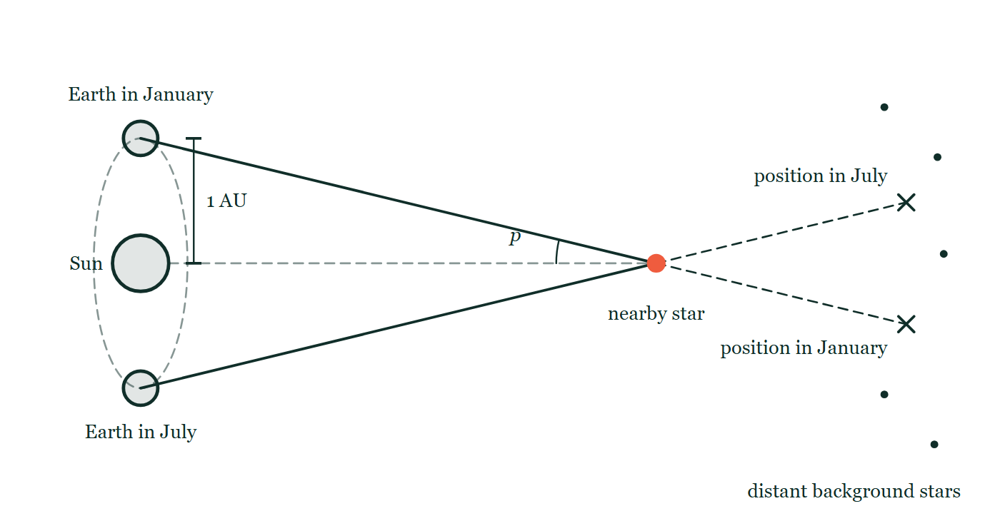 Earth in January
position in July
1 AU
p
Sun
nearby star
position in January
Earth in July
distant background stars